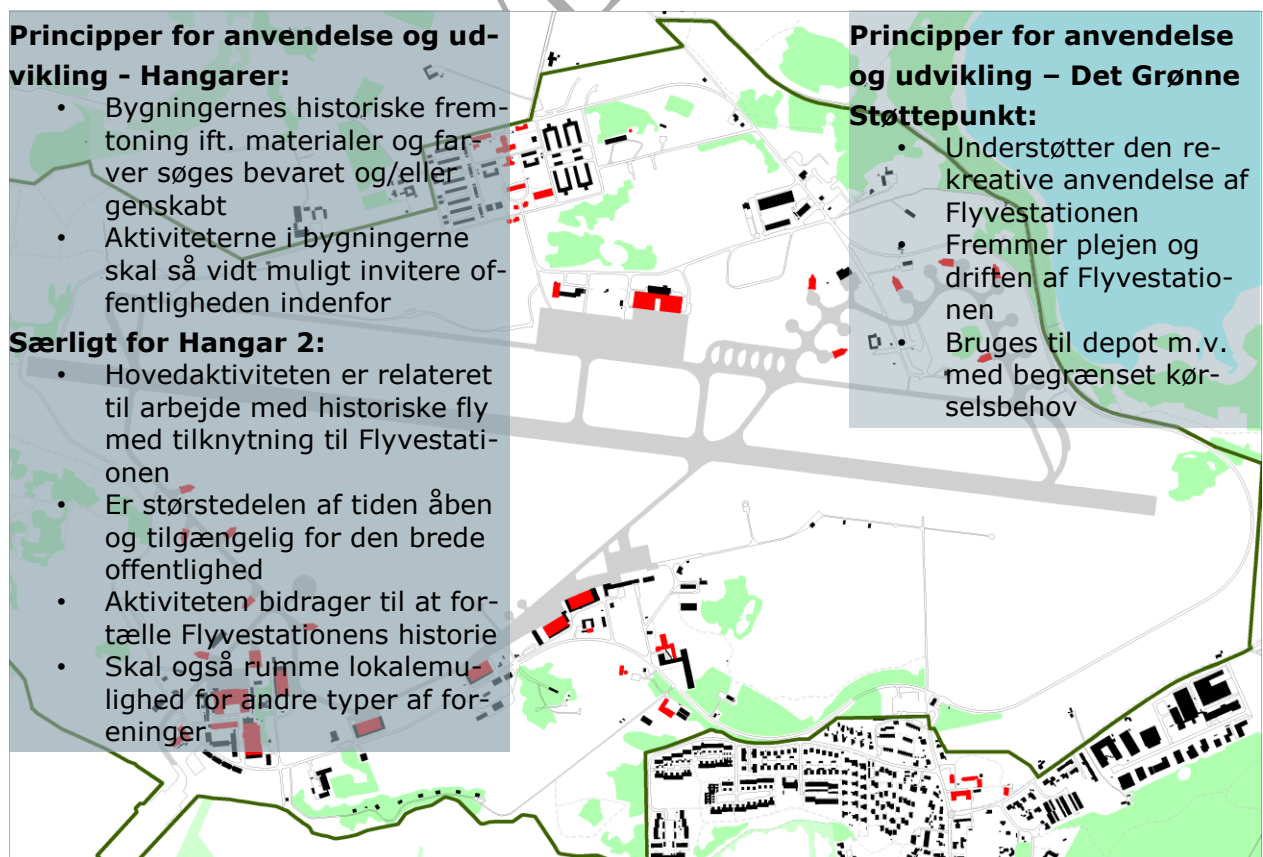 Principper for anvendelse og ud-
vikling - Hangarer:
• Bygningernes historiske frem-
toning ift. materialer og far-
ver søges bevaret og/eller
genskabt
• Aktiviteterne i bygningerne
skal så vidt muligt invitere of-
fentligheden indenfor
Særligt for Hangar 2:
• Hovedaktiviteten er relateret
til arbejde med historiske fly
med tilknytning til Flyvestati-
onen
• Er størstedelen af tiden åben
og tilgængelig for den brede
offentlighed
• Aktiviteten bidrager til at for-
tælle Flyvestationens historie
• Skal også rumme lokalemu-
lighed for andre typer af for-
eninger
Principper for anvendelse
og udvikling – Det Grønne
Støttepunkt:
• Understøtter den re-
kreative anvendelse af
Flyvestationen
• Fremmer plejen og
driften af Flyvestatio-
nen
• Bruges til depot m.v.
med begrænset kør-
selsbehov